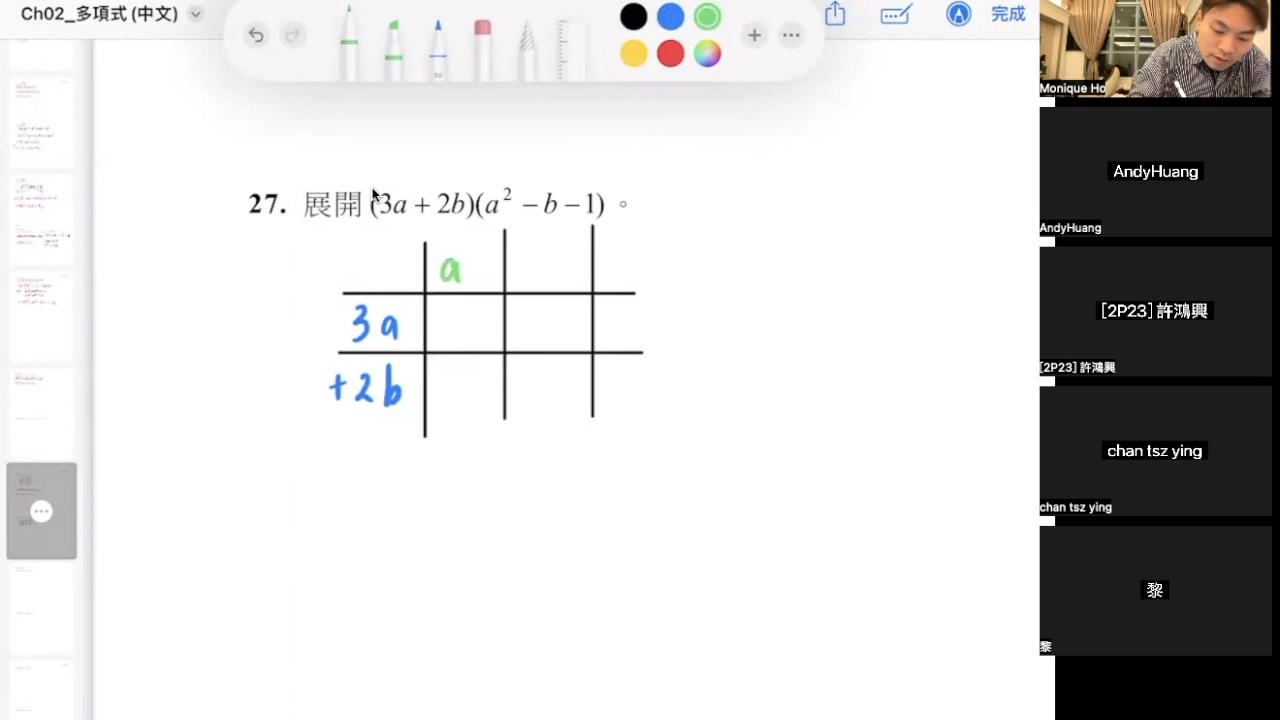 Ch02_多項式 (中文)
完成
50
27. 展開 (3a + 2b)(a² − b − 1) 。
a
3a
+2b
Monique Ho
AndyHuang
AndyHuang
[2P23] 許鴻興
[2P23] 許鴻興
chan tsz ying
chan tsz ying
黎
黎